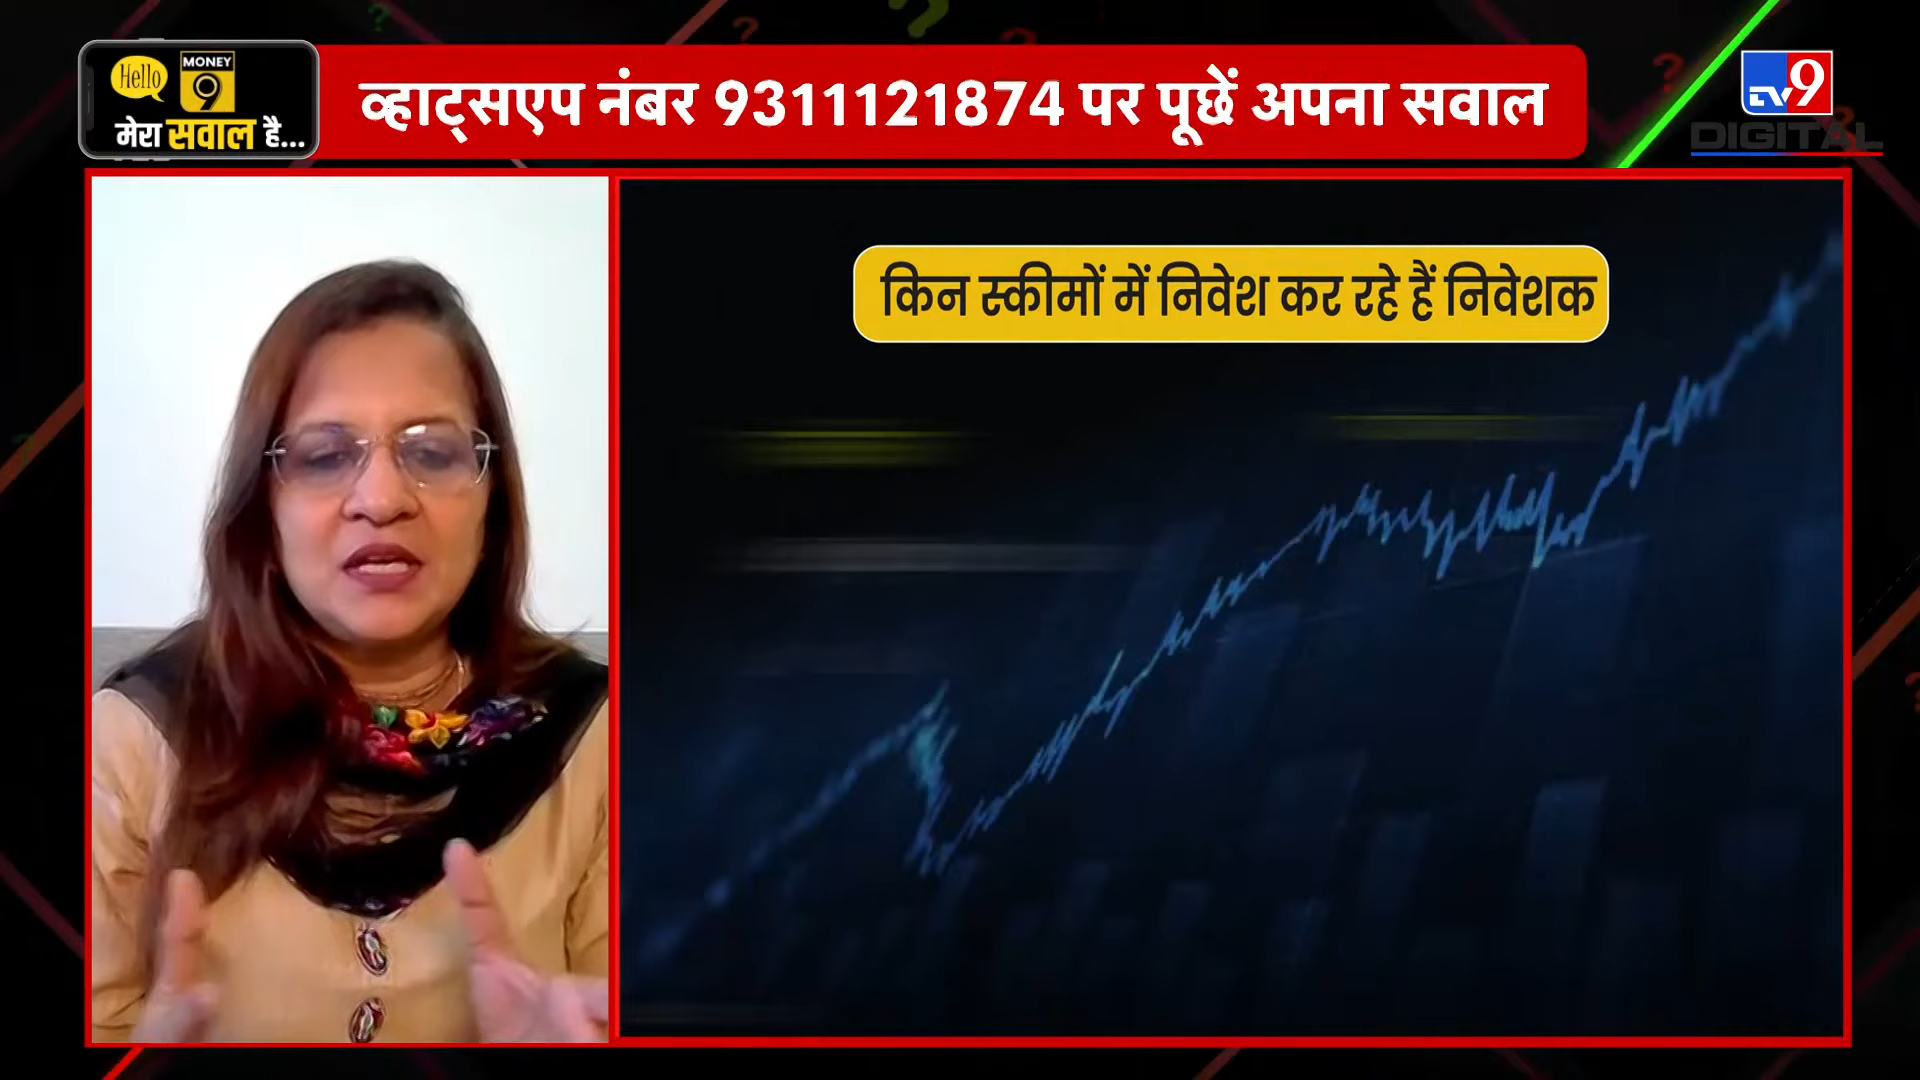 Hello
MONEY
9
मेरा सवाल है...
व्हाट्सएप नंबर 9311121874 पर पूछें अपना सवाल
TV9
DIGITAL
किन स्कीमों में निवेश कर रहे हैं निवेशक